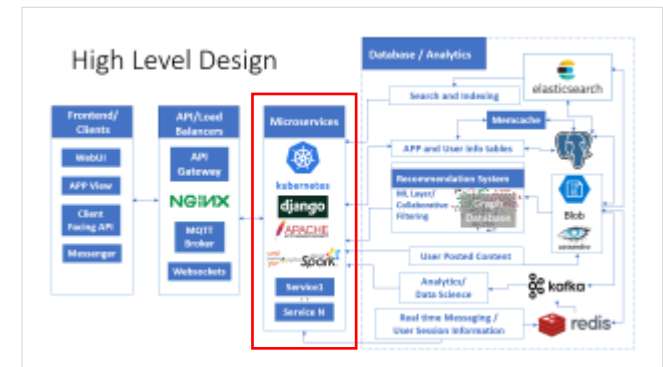 High Level Design
Database / Analytics
elasticsearch
Search and Indexing
Frontend/
Clients
API/Load
Balancers
Microservices
Memcache
WebUI
API
Gateway
kubernetes
APP and User info tables
APP View
NGINX
django
Recommendation System
ML Layer/
Collaborative
Filtering
Graph
Database
Blob
Client
Facing API
MQTT
Broker
APACHE
Spark
cassandra
Messenger
Websockets
User Posted Content
Service1
Analytics/
Data Science
kafka
Service N
Real time Messaging /
User Session Information
redis